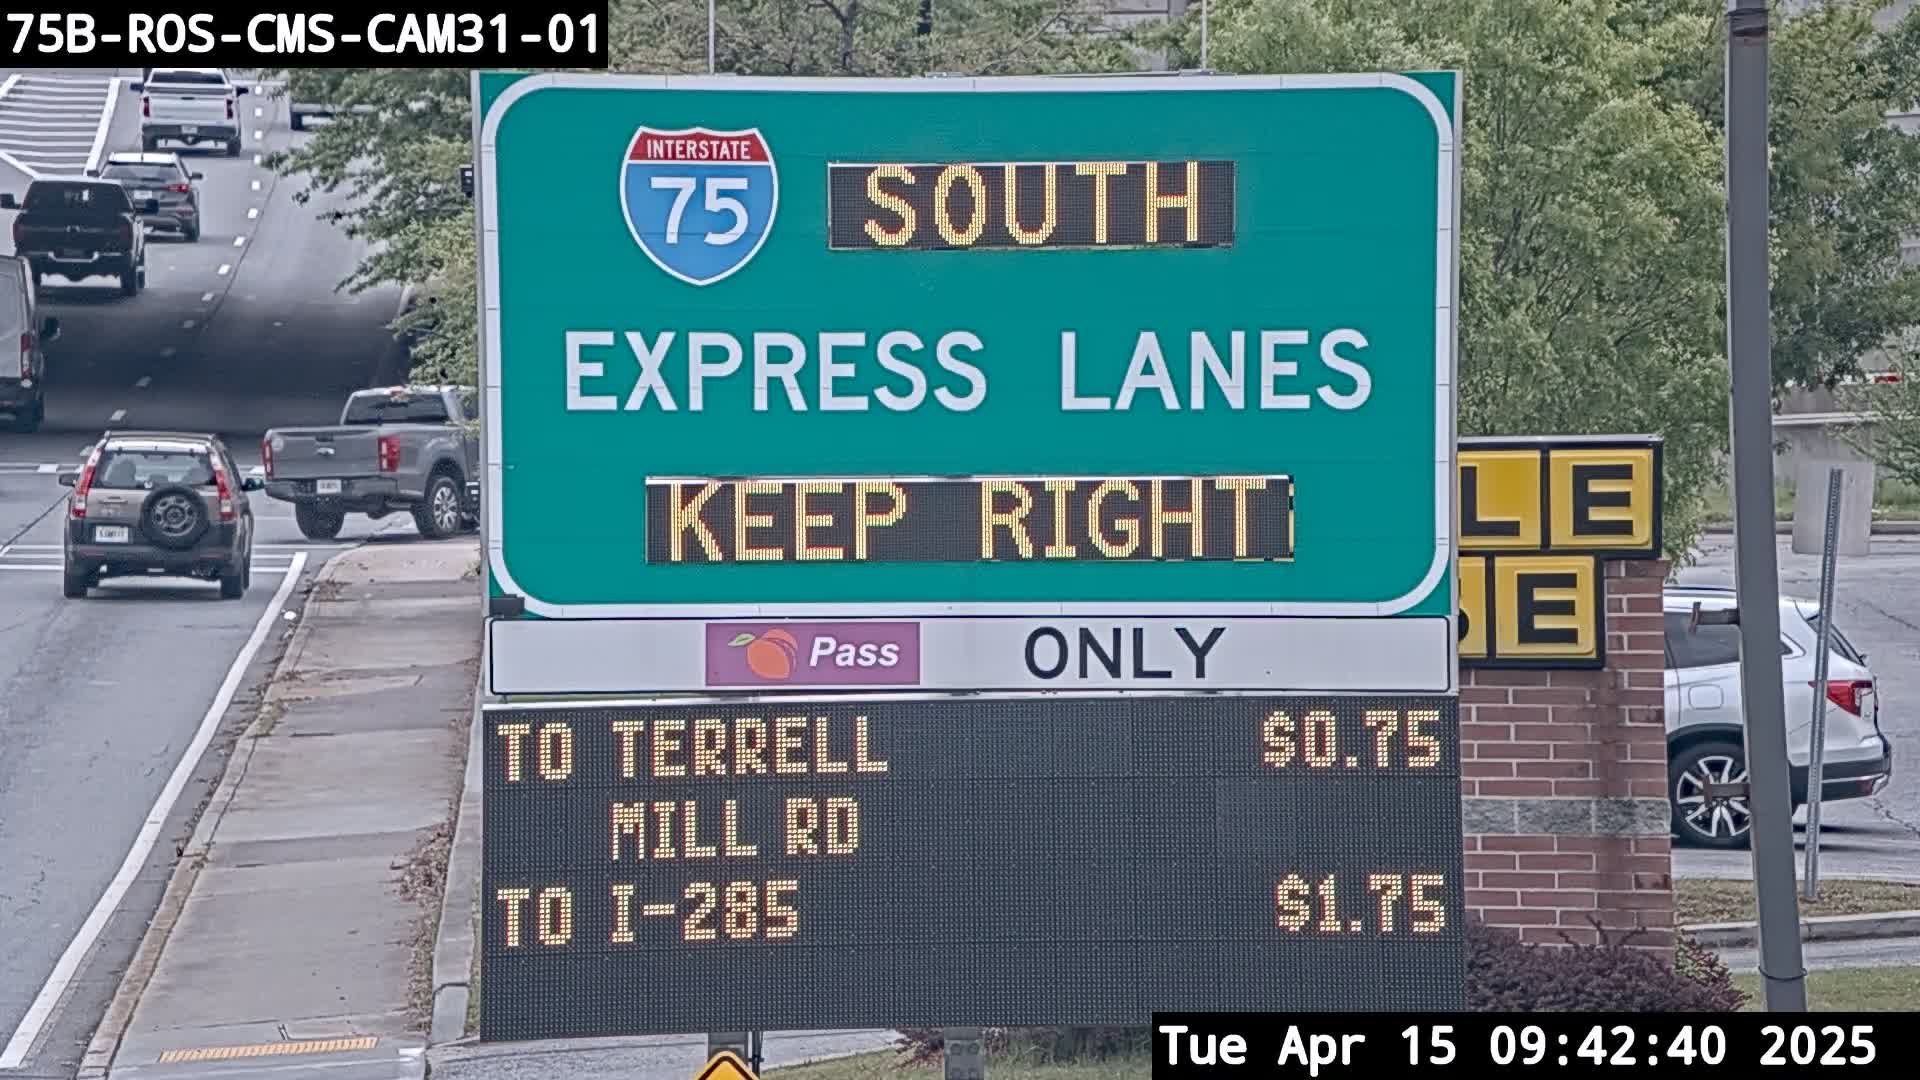 75B-ROS-CMS-CAM31-01
INTERSTATE
75
SOUTH
EXPRESS LANES
KEEP RIGHT
Pass ONLY
TO TERRELL $0.75
MILL RD
TO I-285 $1.75
LE
E
Tue Apr 15 09:42:40 2025